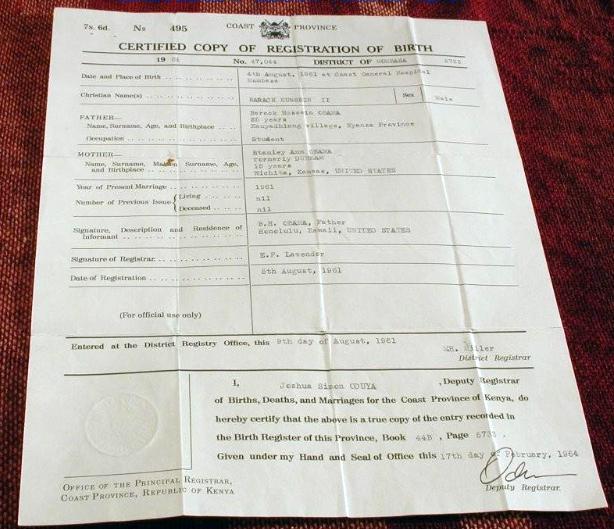 7s. 6d. No 495 COAST PROVINCE
CERTIFIED COPY OF REGISTRATION OF BIRTH
19 61 No. 47,044 DISTRICT OF MOMBASA 5733
Date and Place of Birth 4th August, 1961 at Coast General Hospital
Mombasa
Christian Name(s) BARACK HUSSEIN II Sex Male
FATHER— Barack Hussein OBAMA
Name, Surname, Age, and Birthplace
Kanyadhiang village, Nyanza Province
Occupation Student
MOTHER— Stanley Ann OBAMA
Name, Surname, Maiden Surname, Age, formerly DUNHAM
and Birthplace 18 years
Wichita, Kansas, UNITED STATES
Year of Present Marriage 1961
Number of Previous Issue { Living nil
Deceased nil
Signature, Description and Residence of B.H. OBAMA, Father
Informant Honolulu, Hawaii, UNITED STATES
Signature of Registrar E.F. Lavender
Date of Registration 5th August, 1961
(For official use only)
Entered at the District Registry Office, this 9th day of August, 1961
MH. Miller
District Registrar
I, Joshua Simon ODUYA , Deputy Registrar
of Births, Deaths, and Marriages for the Coast Province of Kenya, do
hereby certify that the above is a true copy of the entry recorded in
the Birth Register of this Province, Book 44B , Page 5733 .
Given under my Hand and Seal of Office this 17th day of February, 1964
Deputy Registrar.
OFFICE OF THE PRINCIPAL REGISTRAR,
COAST PROVINCE, REPUBLIC OF KENYA